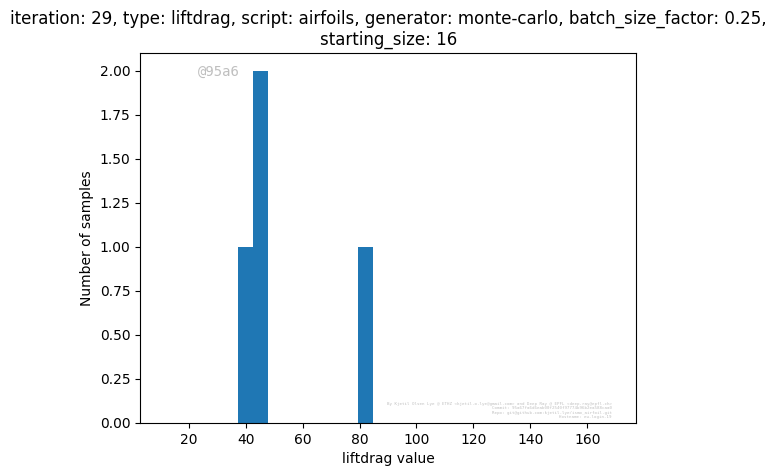 iteration: 29, type: liftdrag, script: airfoils, generator: monte-carlo, batch_size_factor: 0.25,
starting_size: 16
@95a6
2.00
1.75
1.50
1.25
1.00
0.75
0.50
0.25
0.00
Number of samples
20 40 60 80 100 120 140 160
liftdrag value